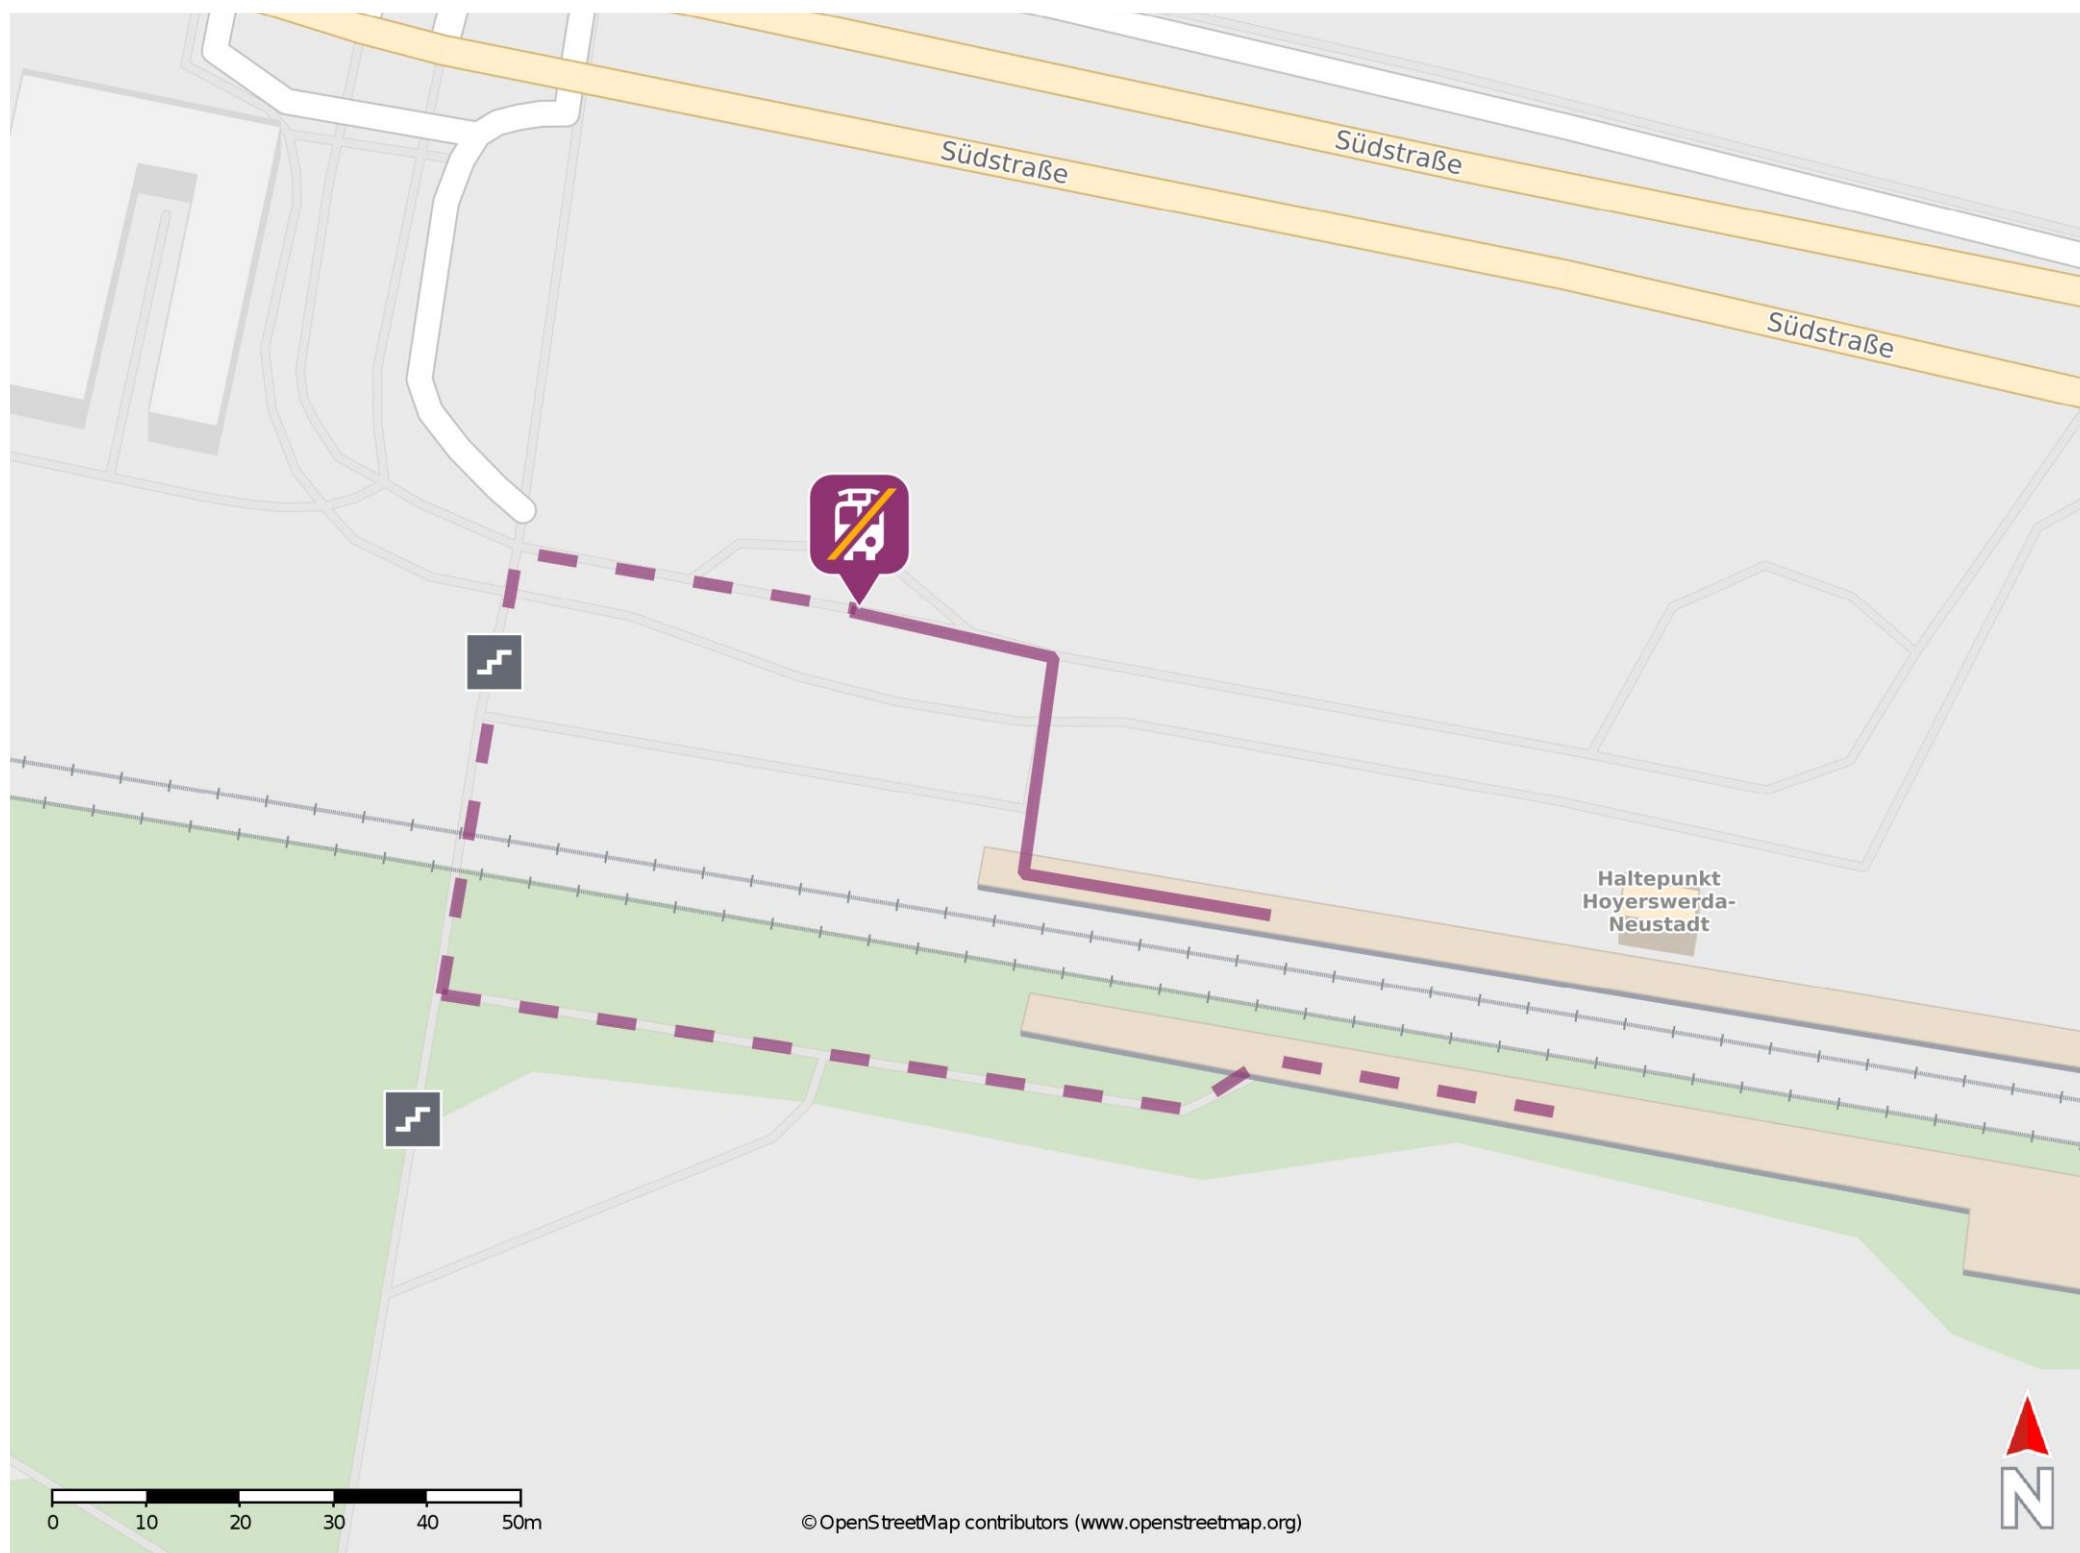 Südstraße
Südstraße
Südstraße
Haltepunkt
Hoyerswerda-
Neustadt
0 10 20 30 40 50m
© OpenStreetMap contributors (www.openstreetmap.org)
N